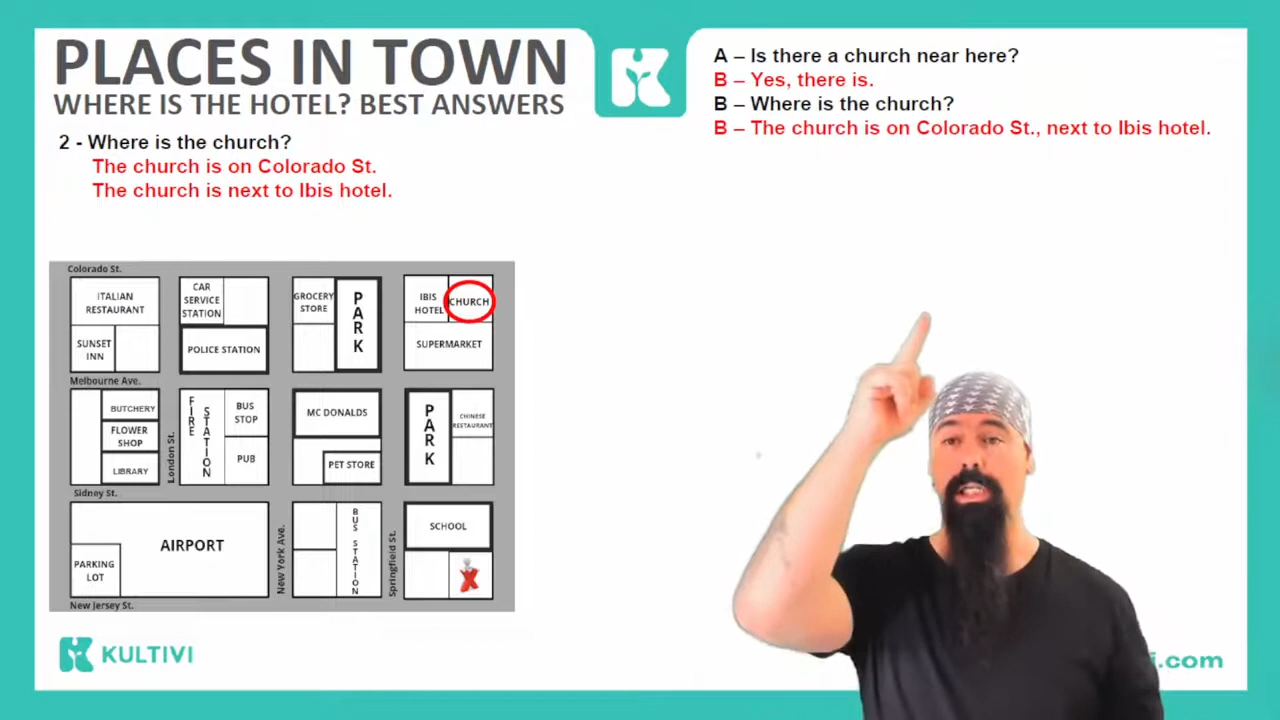 PLACES IN TOWN
WHERE IS THE HOTEL? BEST ANSWERS
2 - Where is the church?
The church is on Colorado St.
The church is next to Ibis hotel.
A – Is there a church near here?
B – Yes, there is.
B – Where is the church?
B – The church is on Colorado St., next to Ibis hotel.
Colorado St.
ITALIAN
RESTAURANT
CAR
SERVICE
STATION
GROCERY
STORE
PARK
IBIS
HOTEL
CHURCH
SUNSET
INN
POLICE STATION
SUPERMARKET
Melbourne Ave.
BUTCHERY
FLOWER
SHOP
LIBRARY
London St.
FIRE
STATION
BUS
STOP
PUB
MC DONALDS
PET STORE
PARK
CHINESE
RESTAURANT
Sidney St.
AIRPORT
PARKING
LOT
New York Ave.
BUS STATION
Springfield St.
SCHOOL
X
New Jersey St.
KULTIVI
i.com